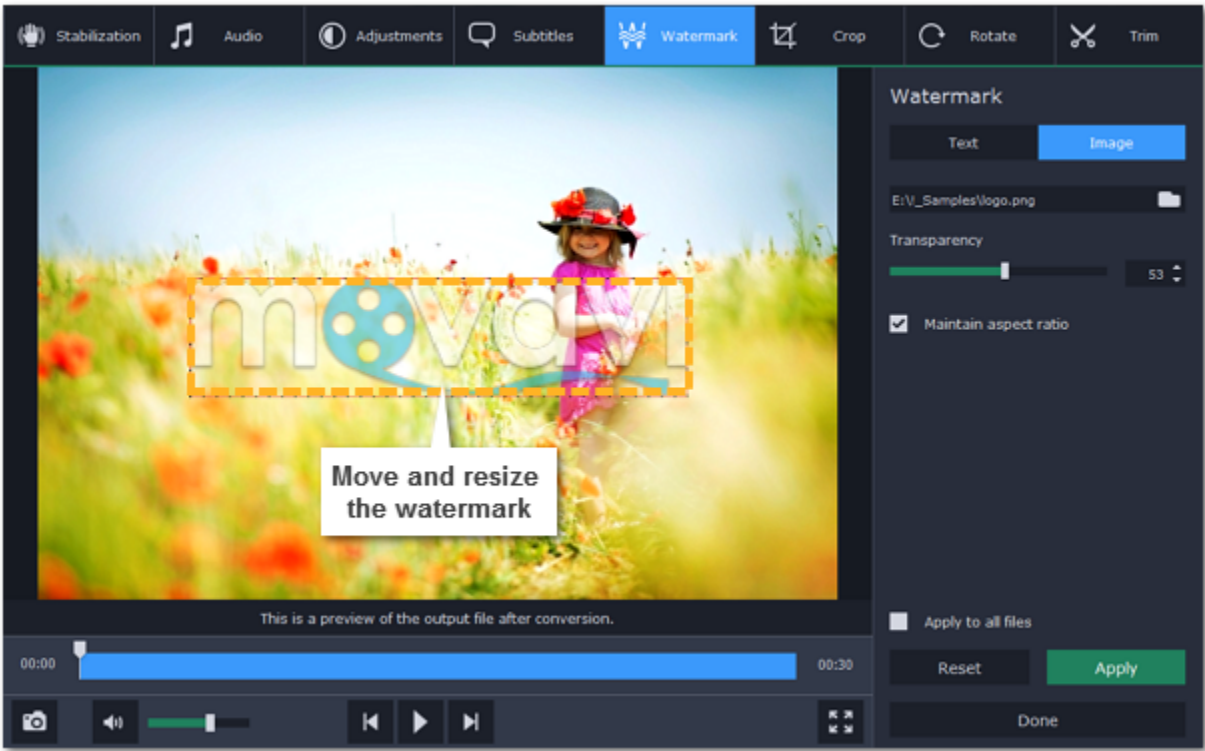 Stabilization
Audio
Adjustments
Subtitles
Watermark
Crop
Rotate
Trim
Watermark
Text
Image
E:\I_Samples\logo.png
Transparency
53
Maintain aspect ratio
movavi
Move and resize
the watermark
This is a preview of the output file after conversion.
00:00
00:30
Apply to all files
Reset
Apply
Done